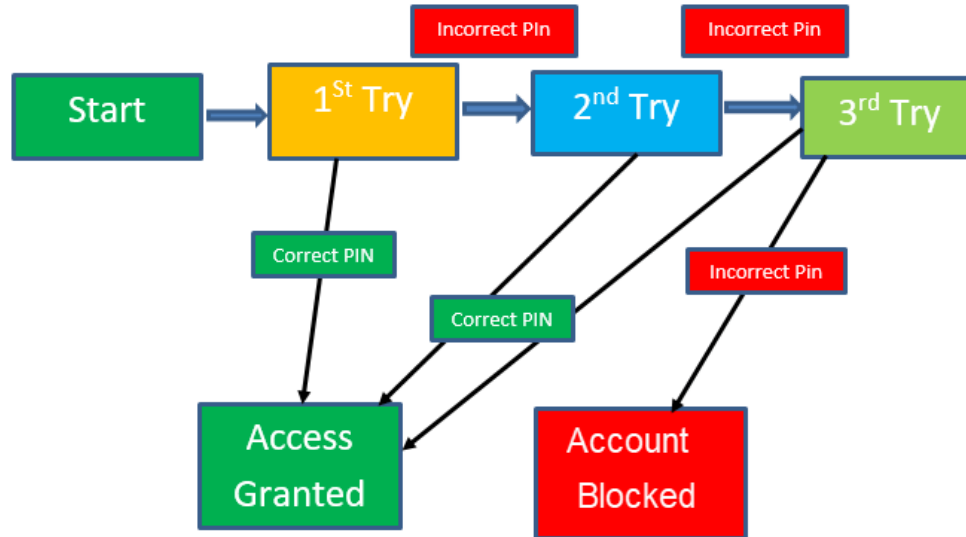 Incorrect PIn
Incorrect Pin
Start
1St Try
2nd Try
3rd Try
Correct PIN
Incorrect Pin
Correct PIN
Access
Granted
Account
Blocked